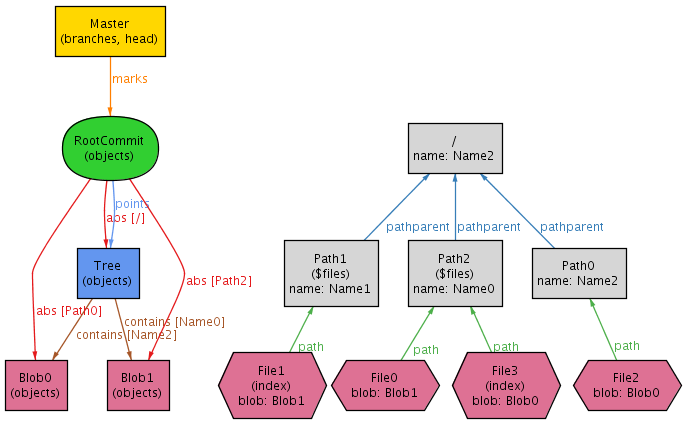 Master
(branches, head)
marks
RootCommit
(objects)
/
name: Name2
points
abs [/]
pathparent
pathparent
pathparent
Tree
(objects)
Path1
($files)
name: Name1
Path2
($files)
name: Name0
Path0
name: Name2
abs [Path2]
abs [Path0]
contains [Name0]
contains [Name2]
path
path
path
path
Blob0
(objects)
Blob1
(objects)
File1
(index)
blob: Blob1
File0
blob: Blob1
File3
(index)
blob: Blob0
File2
blob: Blob0